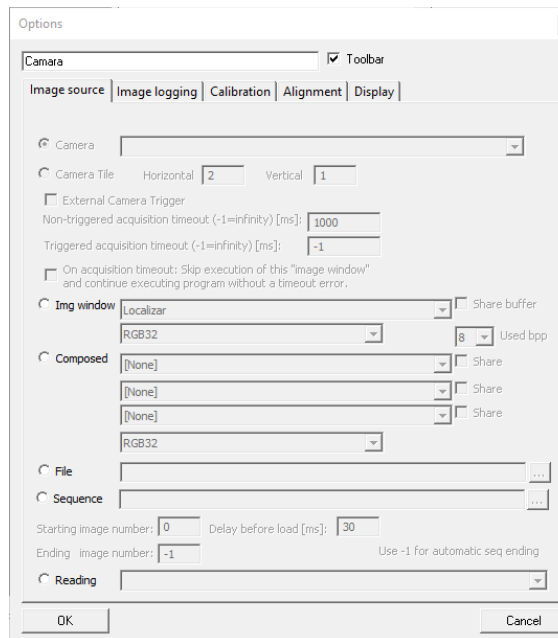 Options
Camara Toolbar
Image source Image logging Calibration Alignment Display
Camera
Camera Tile Horizontal 2 Vertical 1
External Camera Trigger
Non-triggered acquisition timeout (-1=infinity) [ms]: 1000
Triggered acquisition timeout (-1=infinity) [ms]: -1
On acquisition timeout: Skip execution of this "image window"
and continue executing program without a timeout error.
Img window Localizar Share buffer
RGB32 8 Used bpp
Composed [None] Share
[None] Share
[None] Share
RGB32
File ...
Sequence ...
Starting image number: 0 Delay before load [ms]: 30
Ending image number: -1 Use -1 for automatic seq ending
Reading
OK Cancel